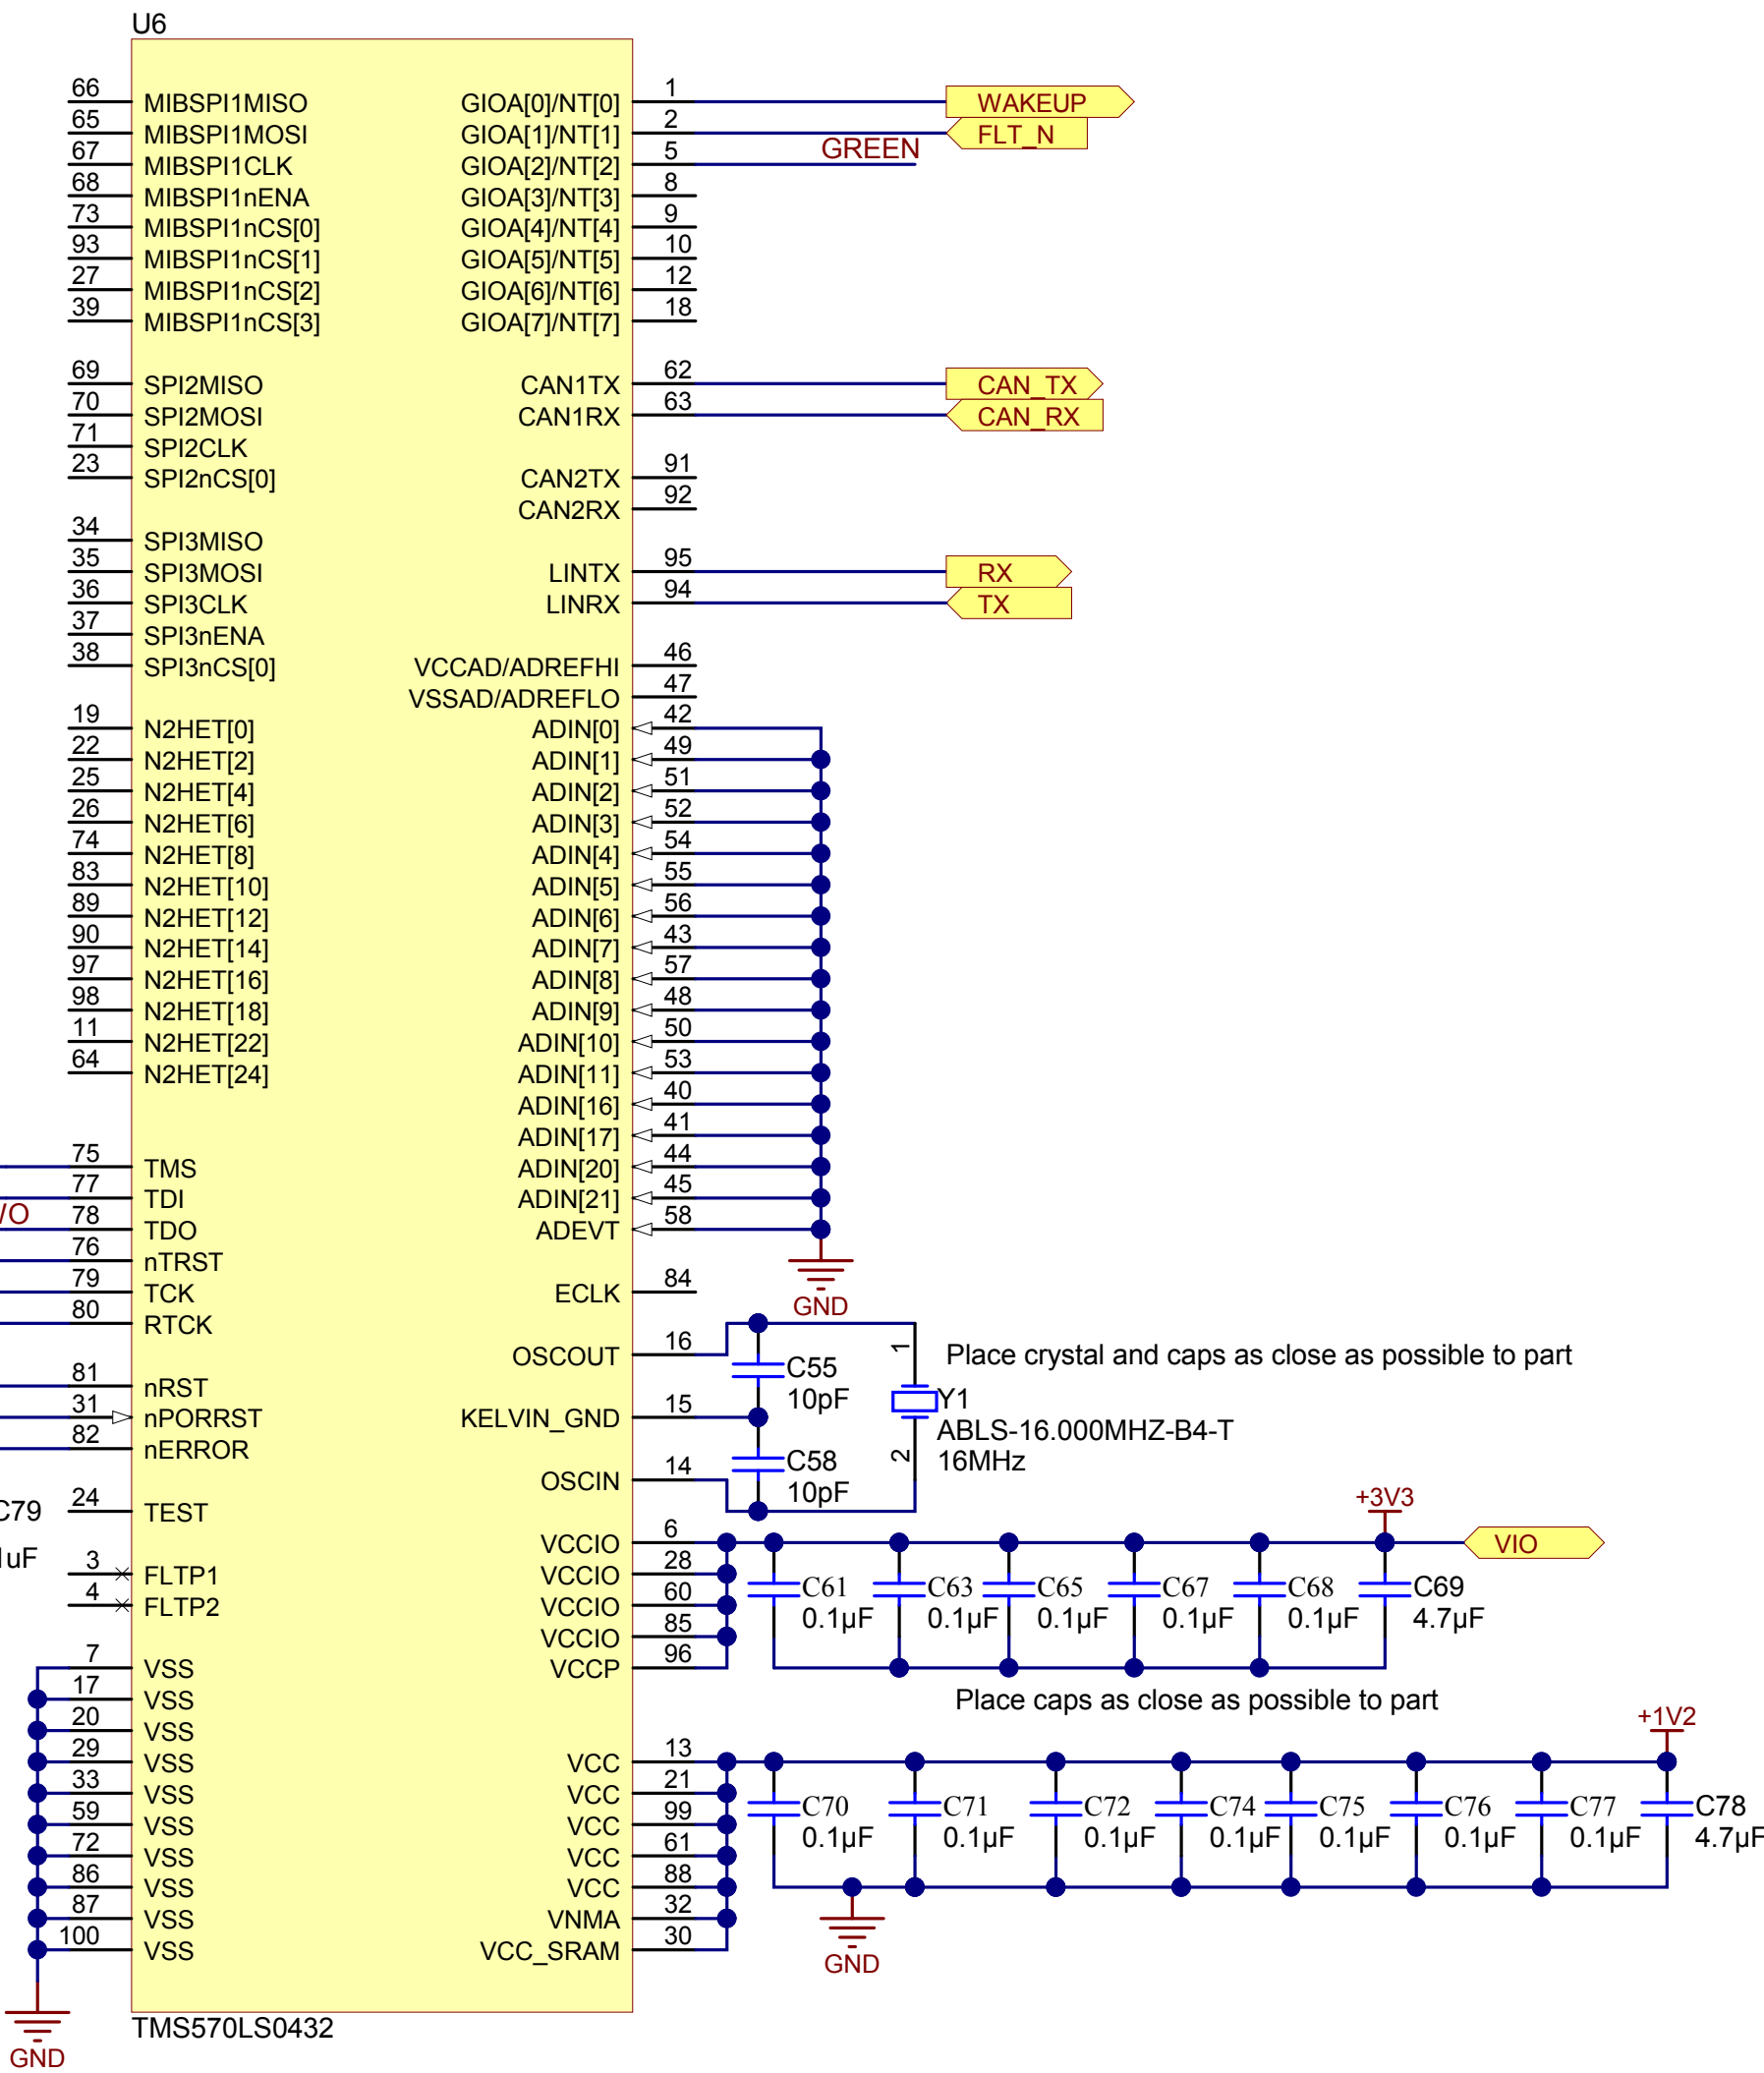 U6
66 MIBSPI1MISO GIOA[0]/NT[0] 1 WAKEUP
65 MIBSPI1MOSI GIOA[1]/NT[1] 2 FLT_N
67 MIBSPI1CLK GIOA[2]/NT[2] 5 GREEN
68 MIBSPI1nENA GIOA[3]/NT[3] 8
73 MIBSPI1nCS[0] GIOA[4]/NT[4] 9
93 MIBSPI1nCS[1] GIOA[5]/NT[5] 10
27 MIBSPI1nCS[2] GIOA[6]/NT[6] 12
39 MIBSPI1nCS[3] GIOA[7]/NT[7] 18
69 SPI2MISO CAN1TX 62 CAN_TX
70 SPI2MOSI CAN1RX 63 CAN_RX
71 SPI2CLK
23 SPI2nCS[0] CAN2TX 91
CAN2RX 92
34 SPI3MISO
35 SPI3MOSI LINTX 95 RX
36 SPI3CLK LINRX 94 TX
37 SPI3nENA
38 SPI3nCS[0] VCCAD/ADREFHI 46
VSSAD/ADREFLO 47
19 N2HET[0] ADIN[0] 42
22 N2HET[2] ADIN[1] 49
25 N2HET[4] ADIN[2] 51
26 N2HET[6] ADIN[3] 52
74 N2HET[8] ADIN[4] 54
83 N2HET[10] ADIN[5] 55
89 N2HET[12] ADIN[6] 56
90 N2HET[14] ADIN[7] 43
97 N2HET[16] ADIN[8] 57
98 N2HET[18] ADIN[9] 48
11 N2HET[22] ADIN[10] 50
64 N2HET[24] ADIN[11] 53
ADIN[16] 40
ADIN[17] 41
75 TMS ADIN[20] 44
77 TDI ADIN[21] 45
/O 78 TDO ADEVT 58
76 nTRST
79 TCK ECLK 84
GND
80 RTCK
OSCOUT 16 1 Place crystal and caps as close as possible to part
C55
81 nRST 10pF Y1
31 nPORRST KELVIN_GND 15
ABLS-16.000MHZ-B4-T
82 nERROR C58 2 16MHz
OSCIN 14 10pF
C79 24 TEST +3V3
VCCIO 6 VIO
1uF
3 FLTP1 VCCIO 28 C61 C63 C65 C67 C68 C69
4 FLTP2 VCCIO 60 0.1µF 0.1µF 0.1µF 0.1µF 0.1µF 4.7µF
VCCIO 85
7 VSS VCCP 96
17 VSS Place caps as close as possible to part
20 VSS +1V2
29 VSS VCC 13
33 VSS VCC 21 C70 C71 C72 C74 C75 C76 C77 C78
59 VSS VCC 99 0.1µF 0.1µF 0.1µF 0.1µF 0.1µF 0.1µF 0.1µF 4.7µF
72 VSS VCC 61
86 VSS VCC 88
87 VSS VNMA 32
100 VSS VCC_SRAM 30
GND
TMS570LS0432
GND